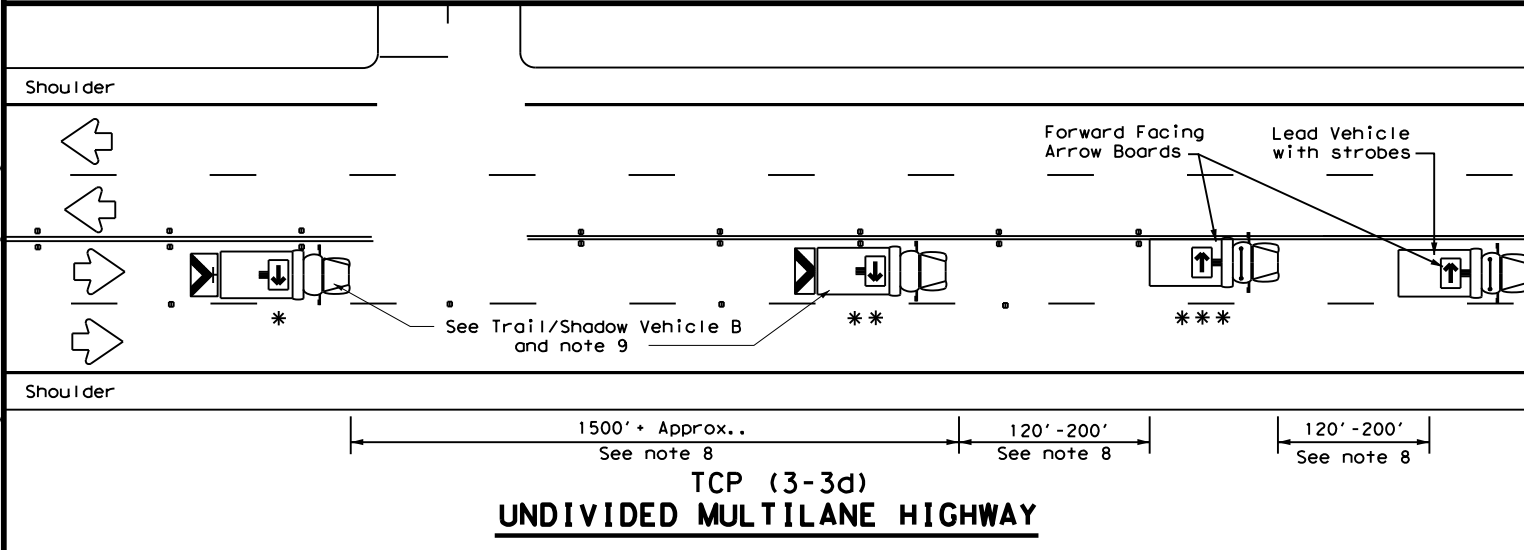 Shoulder
Forward Facing
Arrow Boards
Lead Vehicle
with strobes
*
* *
* * *
See Trail/Shadow Vehicle B
and note 9
Shoulder
1500'+ Approx..
See note 8
120'-200'
See note 8
120'-200'
See note 8
TCP (3-3d)
UNDIVIDED MULTILANE HIGHWAY